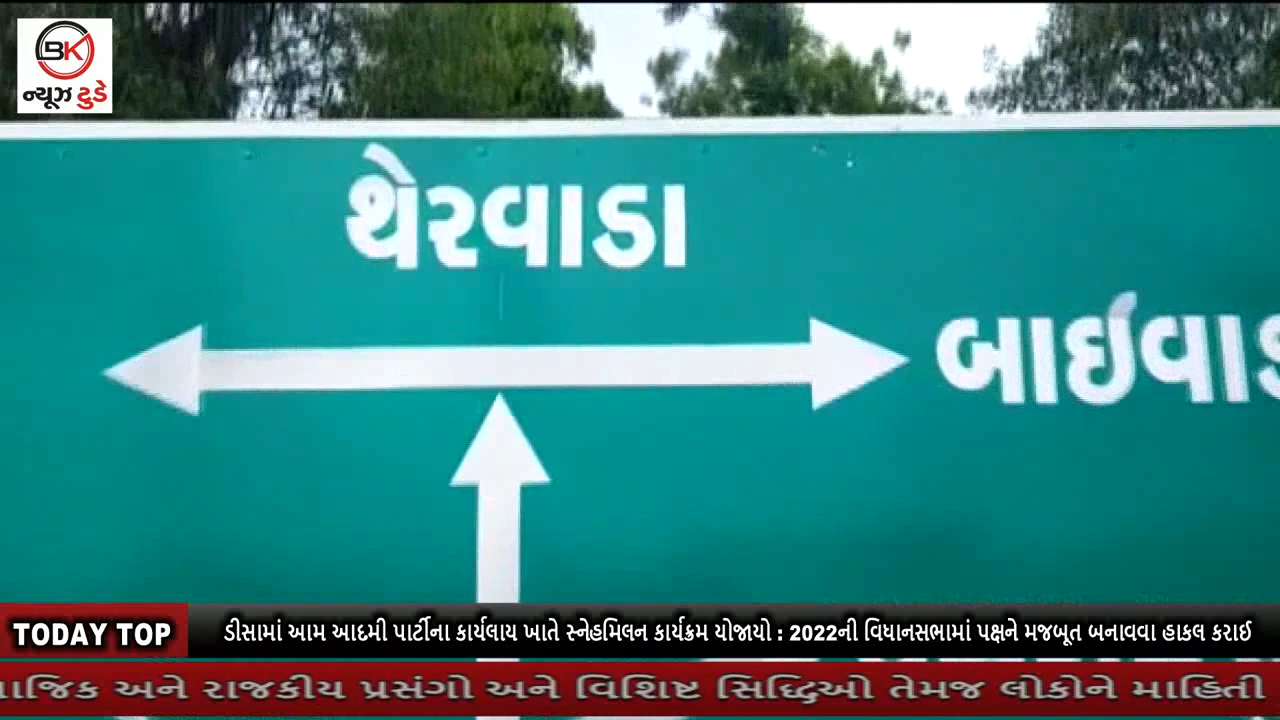 BK
ન્યૂઝ ટુડે
થેરવાડા
TODAY TOP
ડીસામાં આમ આદમી પાર્ટીના કાર્યલાય ખાતે સ્નેહમિલન કાર્યક્રમ યોજાયો : 2022ની વિધાનસભામાં પક્ષને મજબૂત બનાવવા હાકલ કરાઈ
અને રાજકીય પ્રસંગો અને વિશિષ્ટ સિદ્ધિઓ તેમજ લોકોને માહિતી